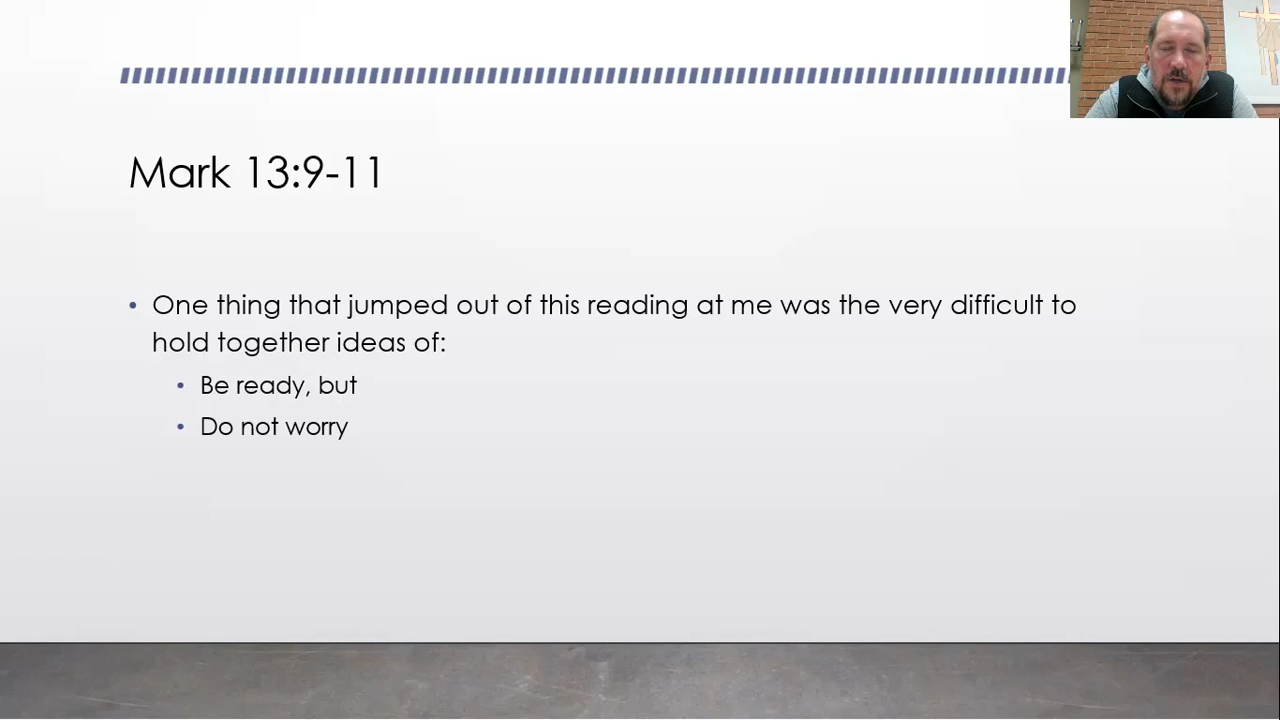 Mark 13:9-11
• One thing that jumped out of this reading at me was the very difficult to
hold together ideas of:
• Be ready, but
• Do not worry